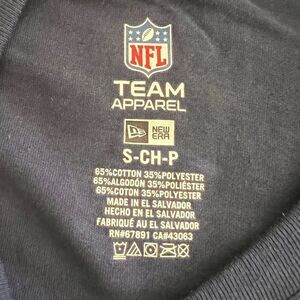 NFL
TEAM
APPAREL
NEW
ERA
S-CH-P
65%COTTON 35%POLYESTER
65%ALGODÓN 35%POLIÉSTER
65%COTON 35%POLYESTER
MADE IN EL SALVADOR
HECHO EN EL SALVADOR
FABRIQUÉ AU EL SALVADOR
RN#67891 CA#43063